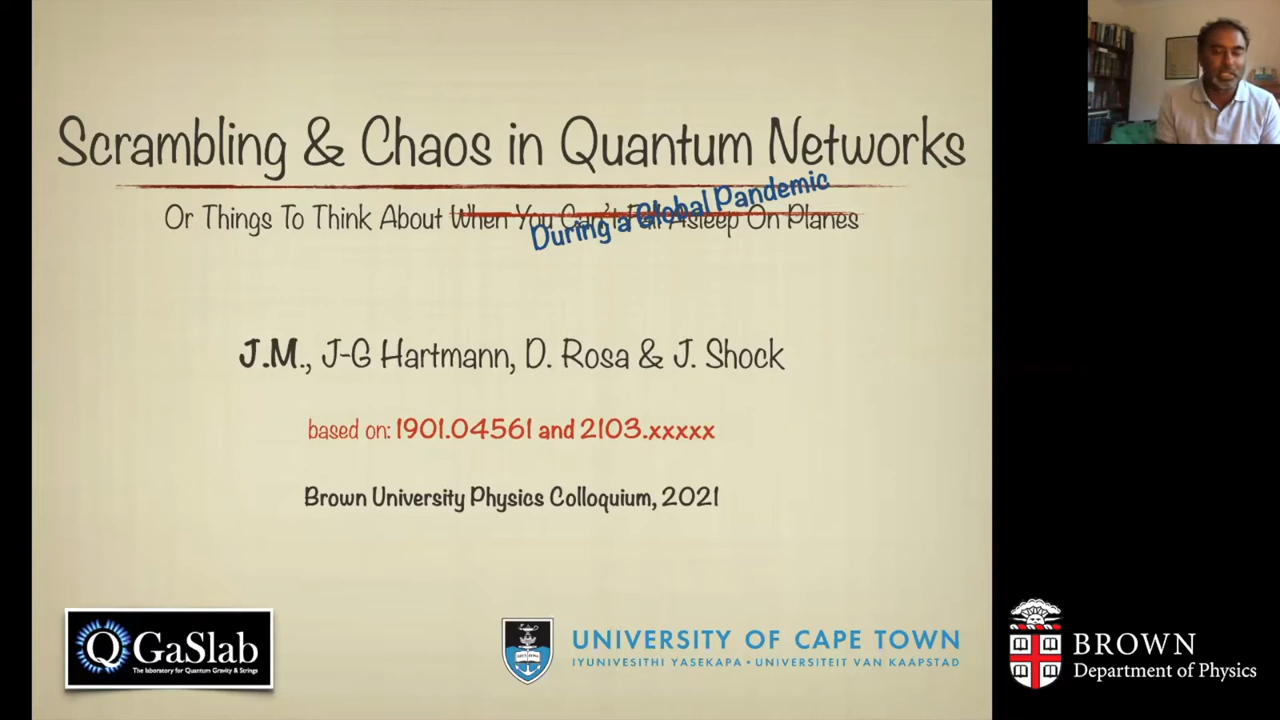 Scrambling & Chaos in Quantum Networks
Or Things To Think About When You Can't Fall Asleep On Planes
During a Global Pandemic
J.M., J-G Hartmann, D. Rosa & J. Shock
based on: 1901.04561 and 2103.xxxxx
Brown University Physics Colloquium, 2021
QGaSlab
The laboratory for Quantum Gravity & Strings
UNIVERSITY OF CAPE TOWN
IYUNIVESITHI YASEKAPA • UNIVERSITEIT VAN KAAPSTAD
BROWN
Department of Physics